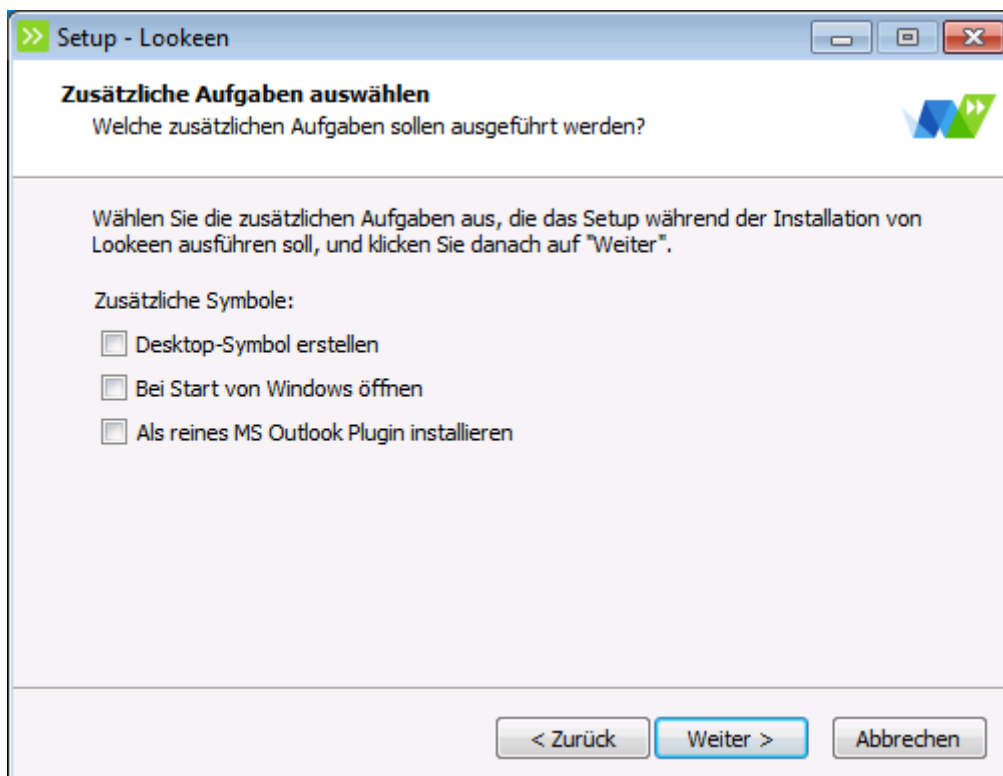 Setup - Lookeen
Zusätzliche Aufgaben auswählen
Welche zusätzlichen Aufgaben sollen ausgeführt werden?
Wählen Sie die zusätzlichen Aufgaben aus, die das Setup während der Installation von
Lookeen ausführen soll, und klicken Sie danach auf "Weiter".
Zusätzliche Symbole:
Desktop-Symbol erstellen
Bei Start von Windows öffnen
Als reines MS Outlook Plugin installieren
< Zurück
Weiter >
Abbrechen